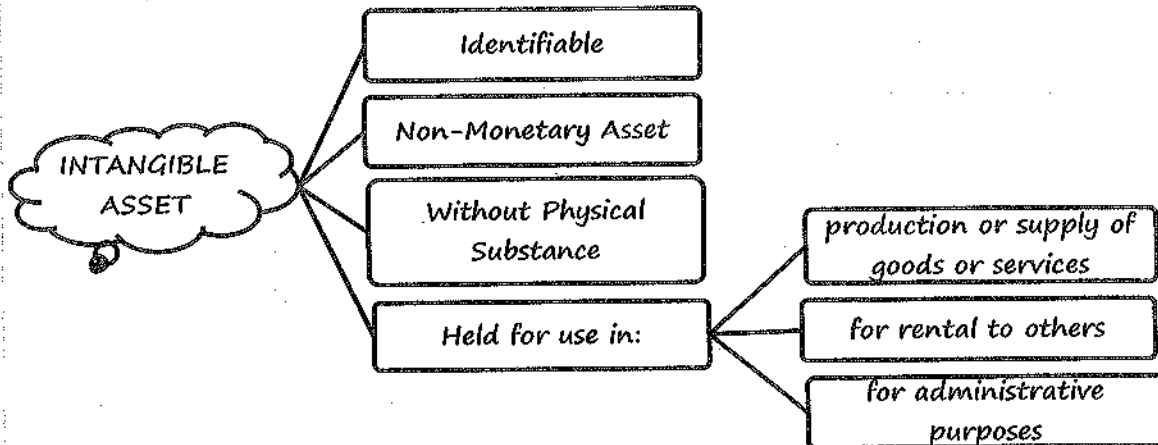 INTANGIBLE
ASSET
Identifiable
Non-Monetary Asset
Without Physical
Substance
Held for use in:
production or supply of
goods or services
for rental to others
for administrative
purposes